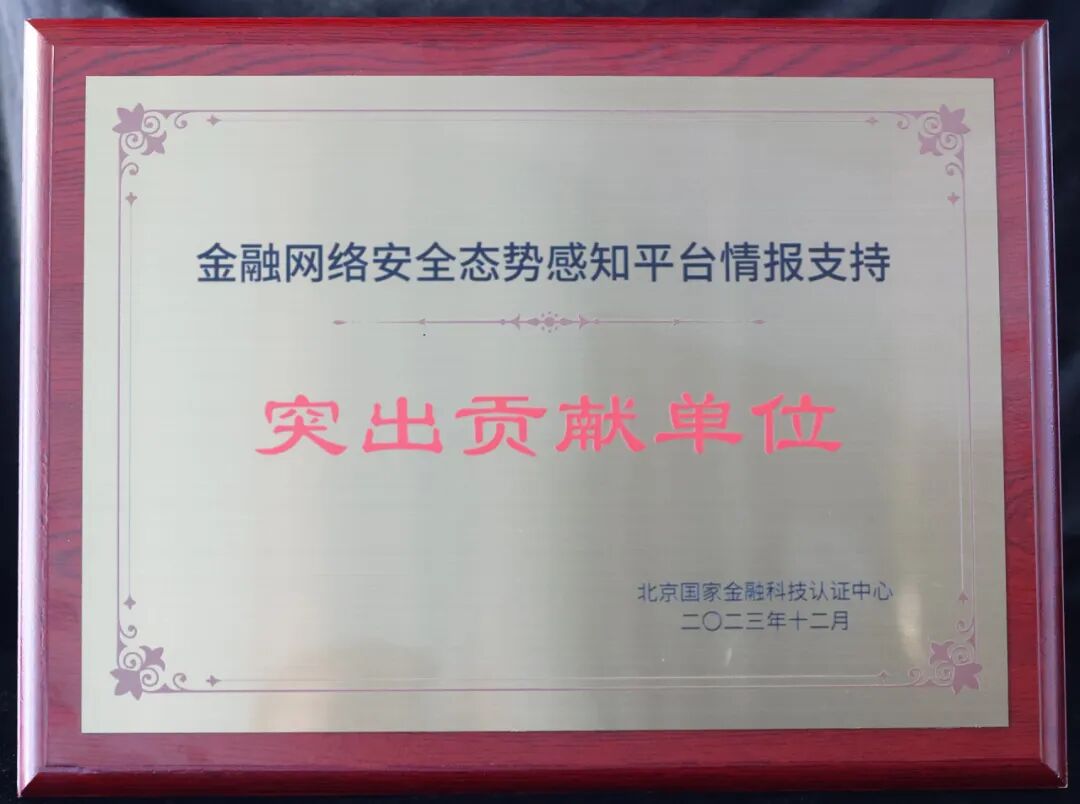 金融网络安全态势感知平台情报支持
突出贡献单位
北京国家金融科技认证中心
二〇二三年十二月